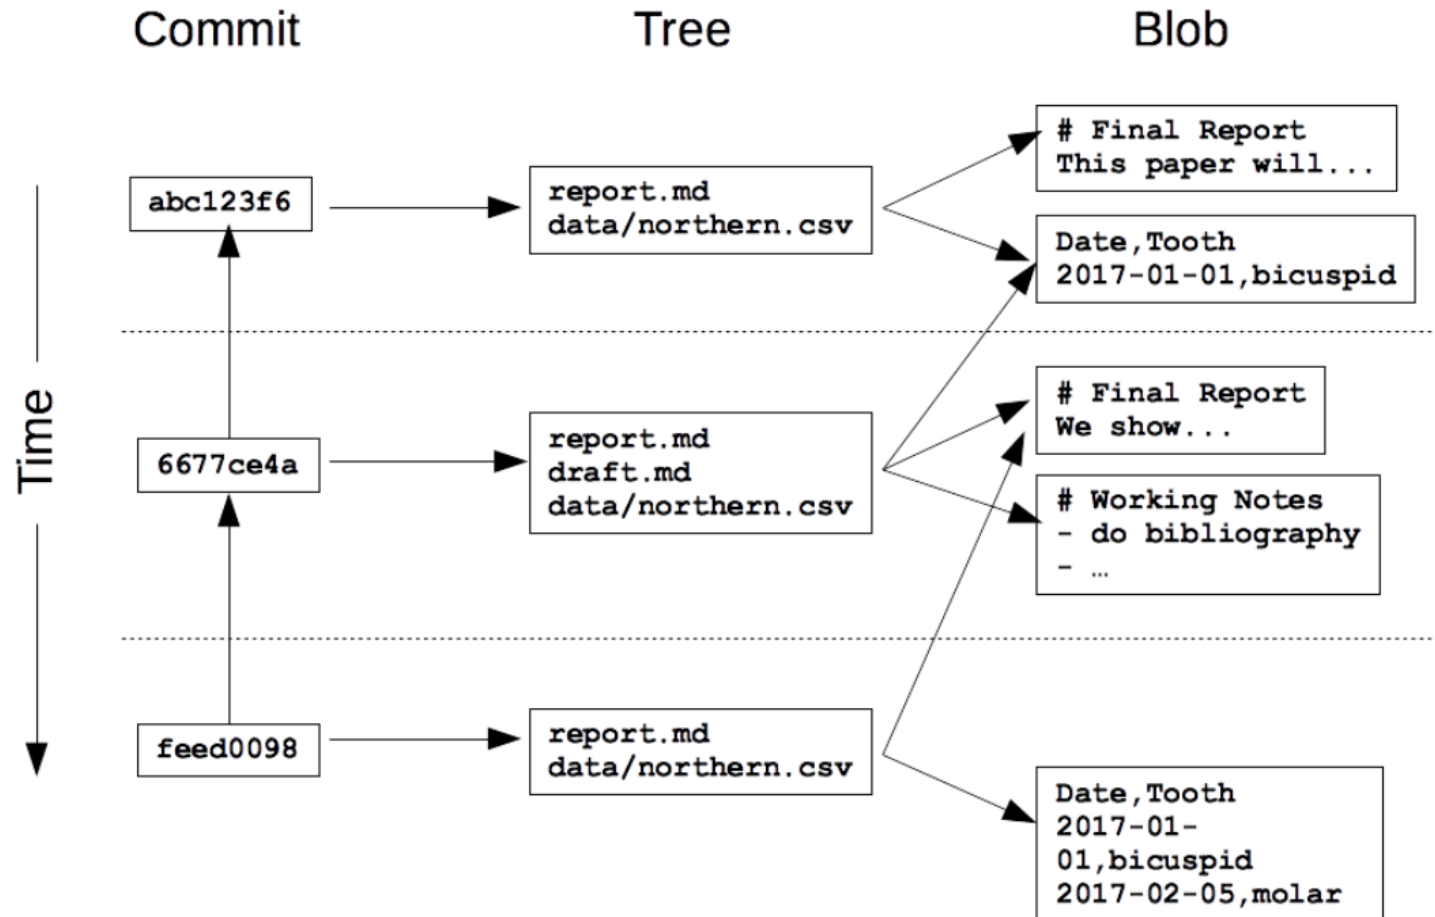 Commit
Tree
Blob
Time
abc123f6
report.md
data/northern.csv
# Final Report
This paper will...
Date,Tooth
2017-01-01,bicuspid
6677ce4a
report.md
draft.md
data/northern.csv
# Final Report
We show...
# Working Notes
- do bibliography
- …
feed0098
report.md
data/northern.csv
Date,Tooth
2017-01-
01,bicuspid
2017-02-05,molar